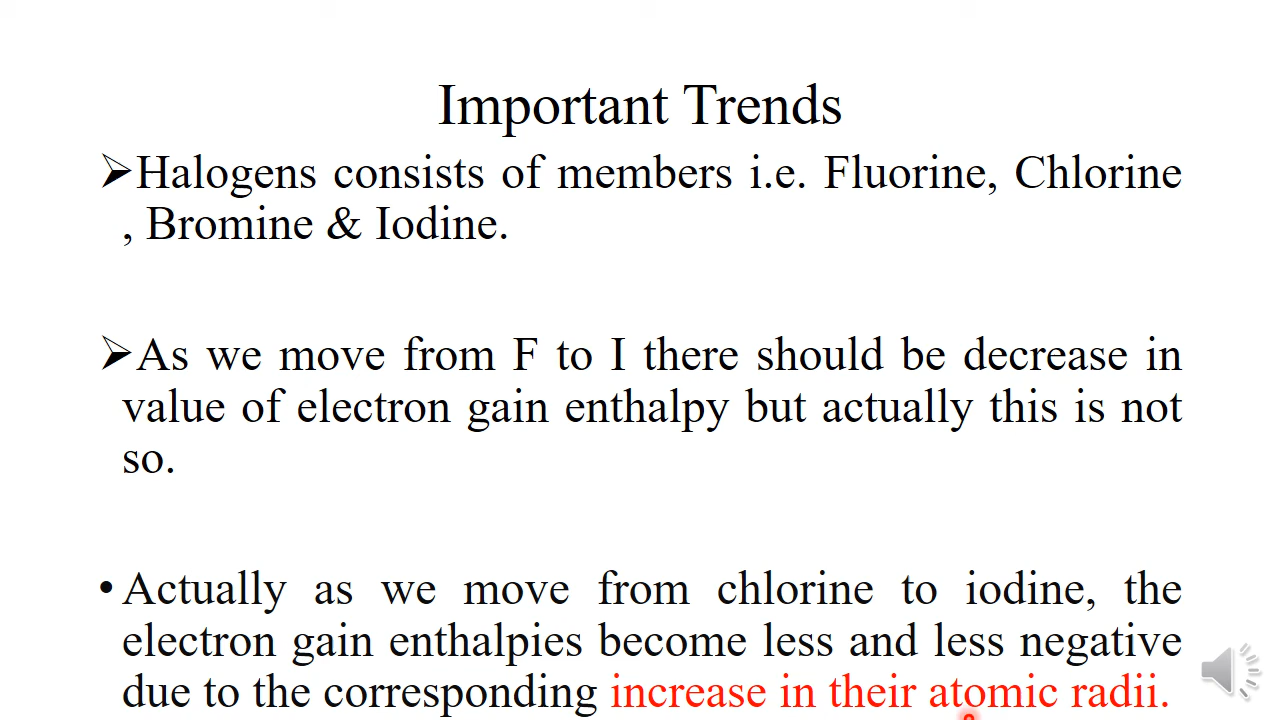 Important Trends
➢Halogens consists of members i.e. Fluorine, Chlorine
, Bromine & Iodine.
➢As we move from F to I there should be decrease in
value of electron gain enthalpy but actually this is not
so.
•Actually as we move from chlorine to iodine, the
electron gain enthalpies become less and less negative
due to the corresponding increase in their atomic radii.